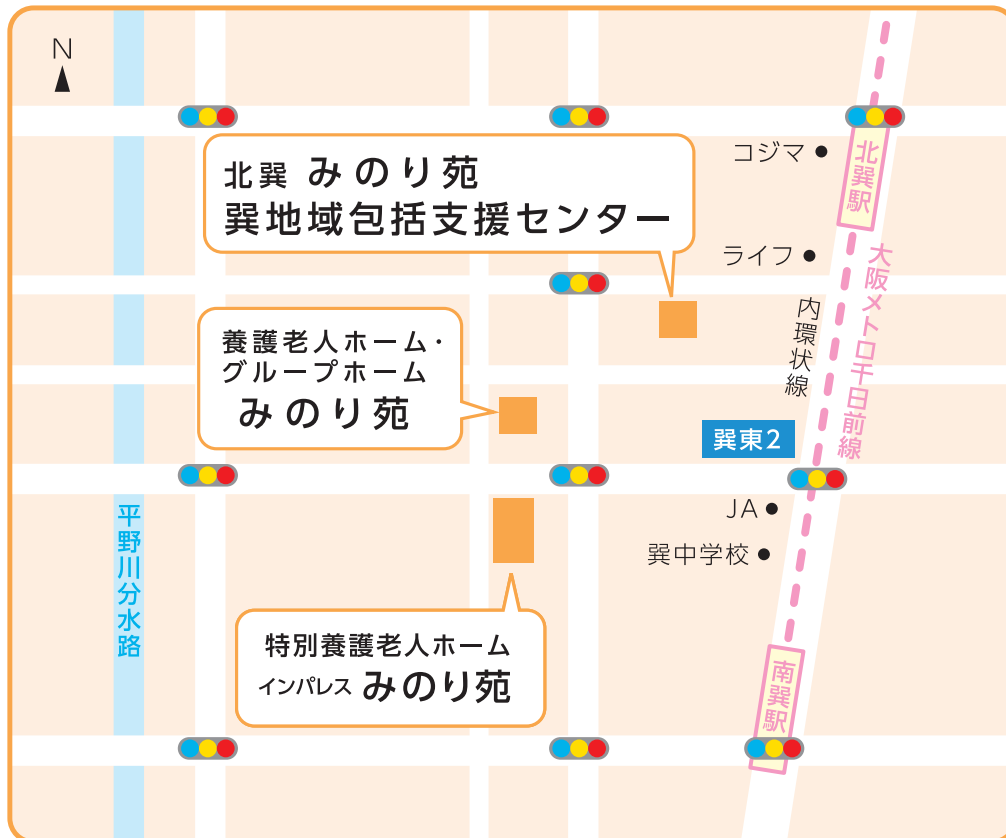 N
コジマ
北巽駅
北巽 みのり苑
巽地域包括支援センター
ライフ
大阪メトロ千日前線
内環状線
養護老人ホーム・
グループホーム
みのり苑
巽東2
JA
平野川分水路
巽中学校
特別養護老人ホーム
インパレス みのり苑
南巽駅